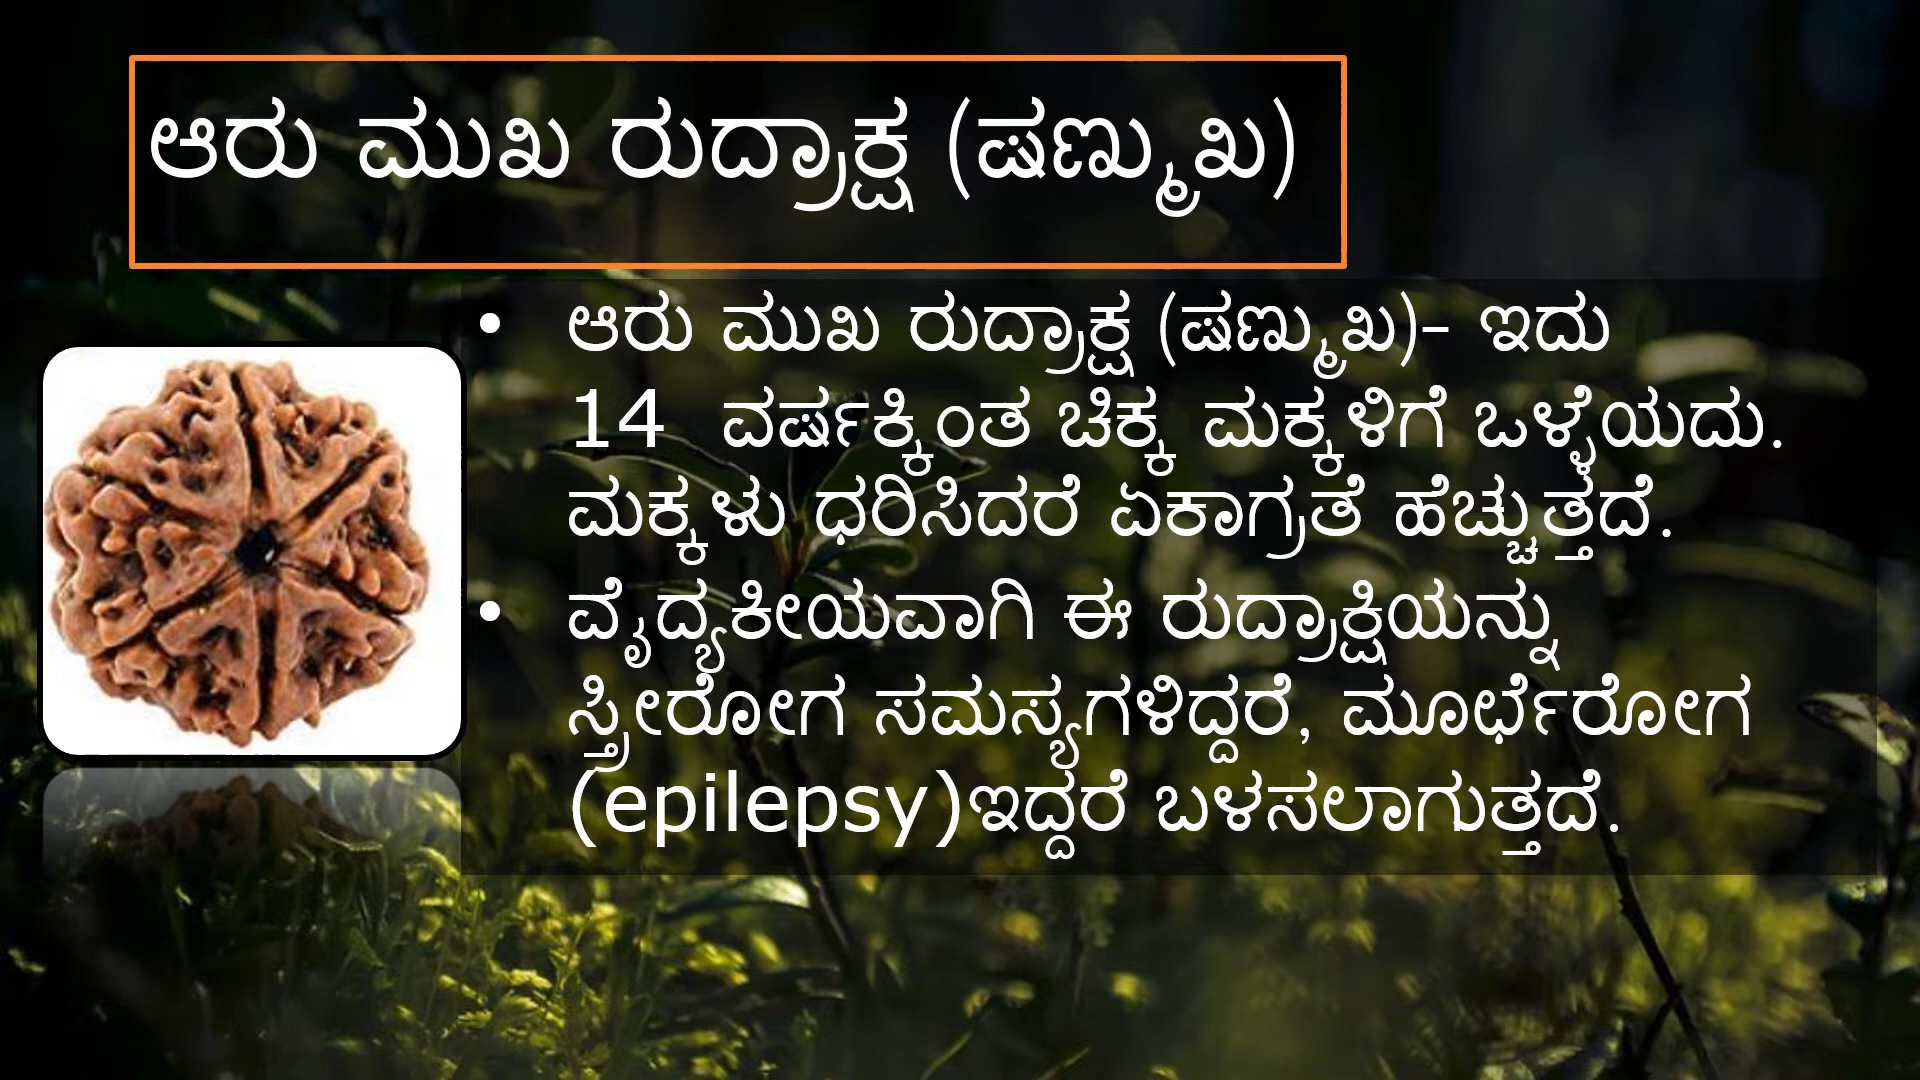 ಆರು ಮುಖ ರುದ್ರಾಕ್ಷ (ಷಣ್ಮುಖ)
• ಆರು ಮುಖ ರುದ್ರಾಕ್ಷ (ಷಣ್ಮುಖ)– ಇದು
14 ವರ್ಷಕ್ಕಿಂತ ಚಿಕ್ಕ ಮಕ್ಕಳಿಗೆ ಒಳ್ಳೆಯದು.
ಮಕ್ಕಳು ಧರಿಸಿದರೆ ಏಕಾಗ್ರತೆ ಹೆಚ್ಚುತ್ತದೆ.
• ವೈದ್ಯಕೀಯವಾಗಿ ಈ ರುದ್ರಾಕ್ಷಿಯನ್ನು
ಸ್ತ್ರೀರೋಗ ಸಮಸ್ಯಗಳಿದ್ದರೆ, ಮೂರ್ಛೆರೋಗ
(epilepsy)ಇದ್ದರೆ ಬಳಸಲಾಗುತ್ತದೆ.